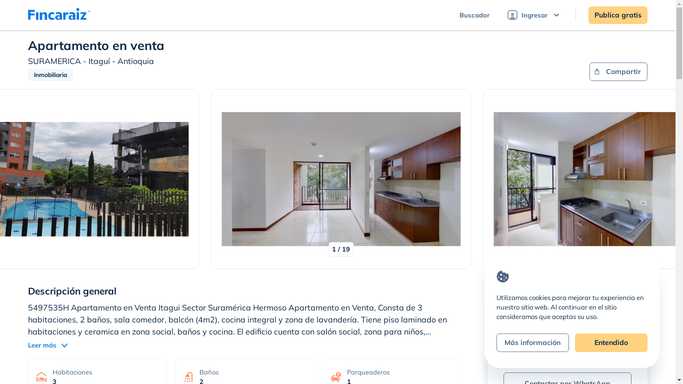 Fincaraiz
Buscador
Ingresar
Publica gratis
Apartamento en venta
SURAMERICA - Itaguí - Antioquia
Inmobiliaria
Compartir
1 / 19
Descripción general
5497535H Apartamento en Venta Itagui Sector Suramérica Hermoso Apartamento en Venta, Consta de 3
habitaciones, 2 baños, sala comedor, balcón (4m2), cocina integral y zona de lavandería. Tiene piso laminado en
habitaciones y ceramica en zona social, baños y cocina. El edificio cuenta con salón social, zona para niños,...
Leer más
Habitaciones
3
Baños
2
Parqueaderos
1
Utilizamos cookies para mejorar tu experiencia en
nuestro sitio web. Al continuar en el sitio
consideramos que aceptas su uso.
Más información
Entendido
Contactar por WhatsApp